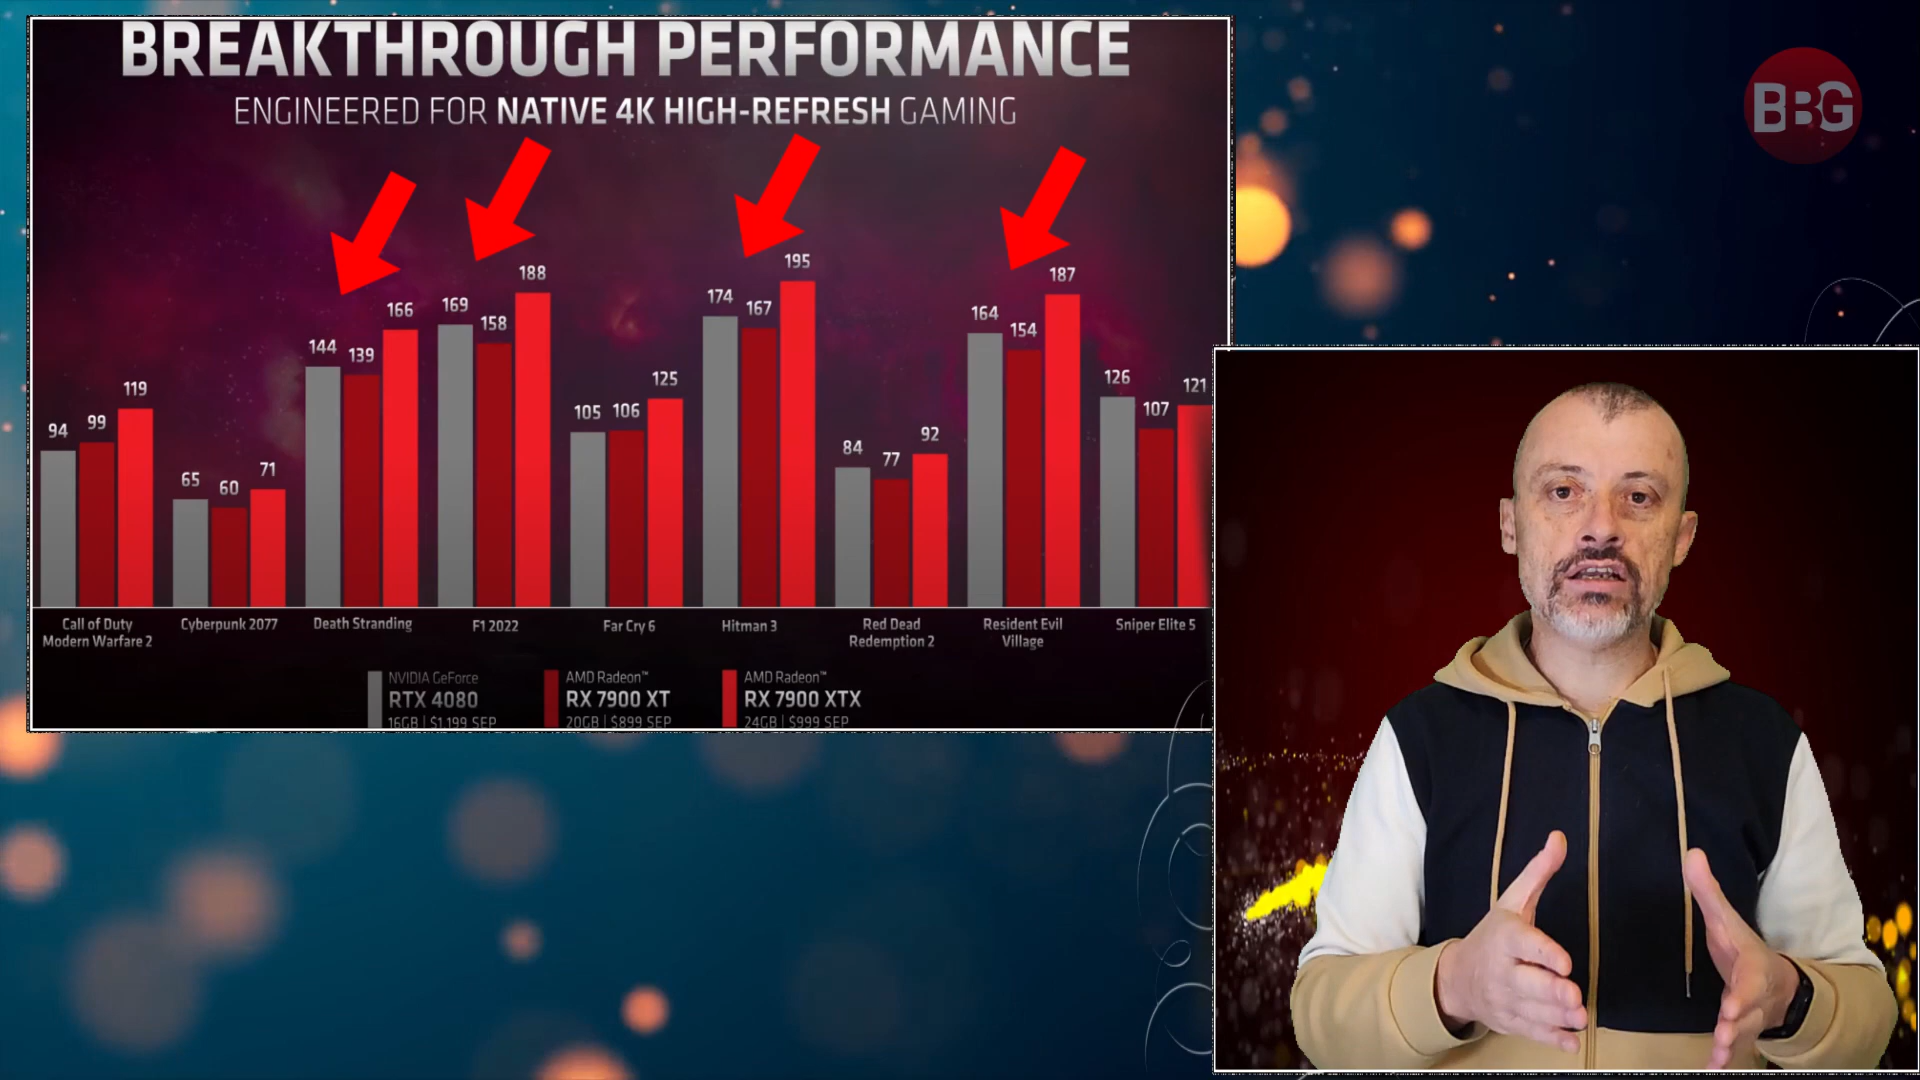 BREAKTHROUGH PERFORMANCE
ENGINEERED FOR NATIVE 4K HIGH-REFRESH GAMING
BBG
94 99 119
65 60 71
144 139 166
169 158 188
105 106 125
174 167 195
84 77 92
164 154 187
126 107 121
Call of Duty
Modern Warfare 2
Cyberpunk 2077
Death Stranding
F1 2022
Far Cry 6
Hitman 3
Red Dead
Redemption 2
Resident Evil
Village
Sniper Elite 5
NVIDIA GeForce
RTX 4080
16GB | $1,199 SEP
AMD Radeon™
RX 7900 XT
20GB | $899 SEP
AMD Radeon™
RX 7900 XTX
24GB | $999 SEP